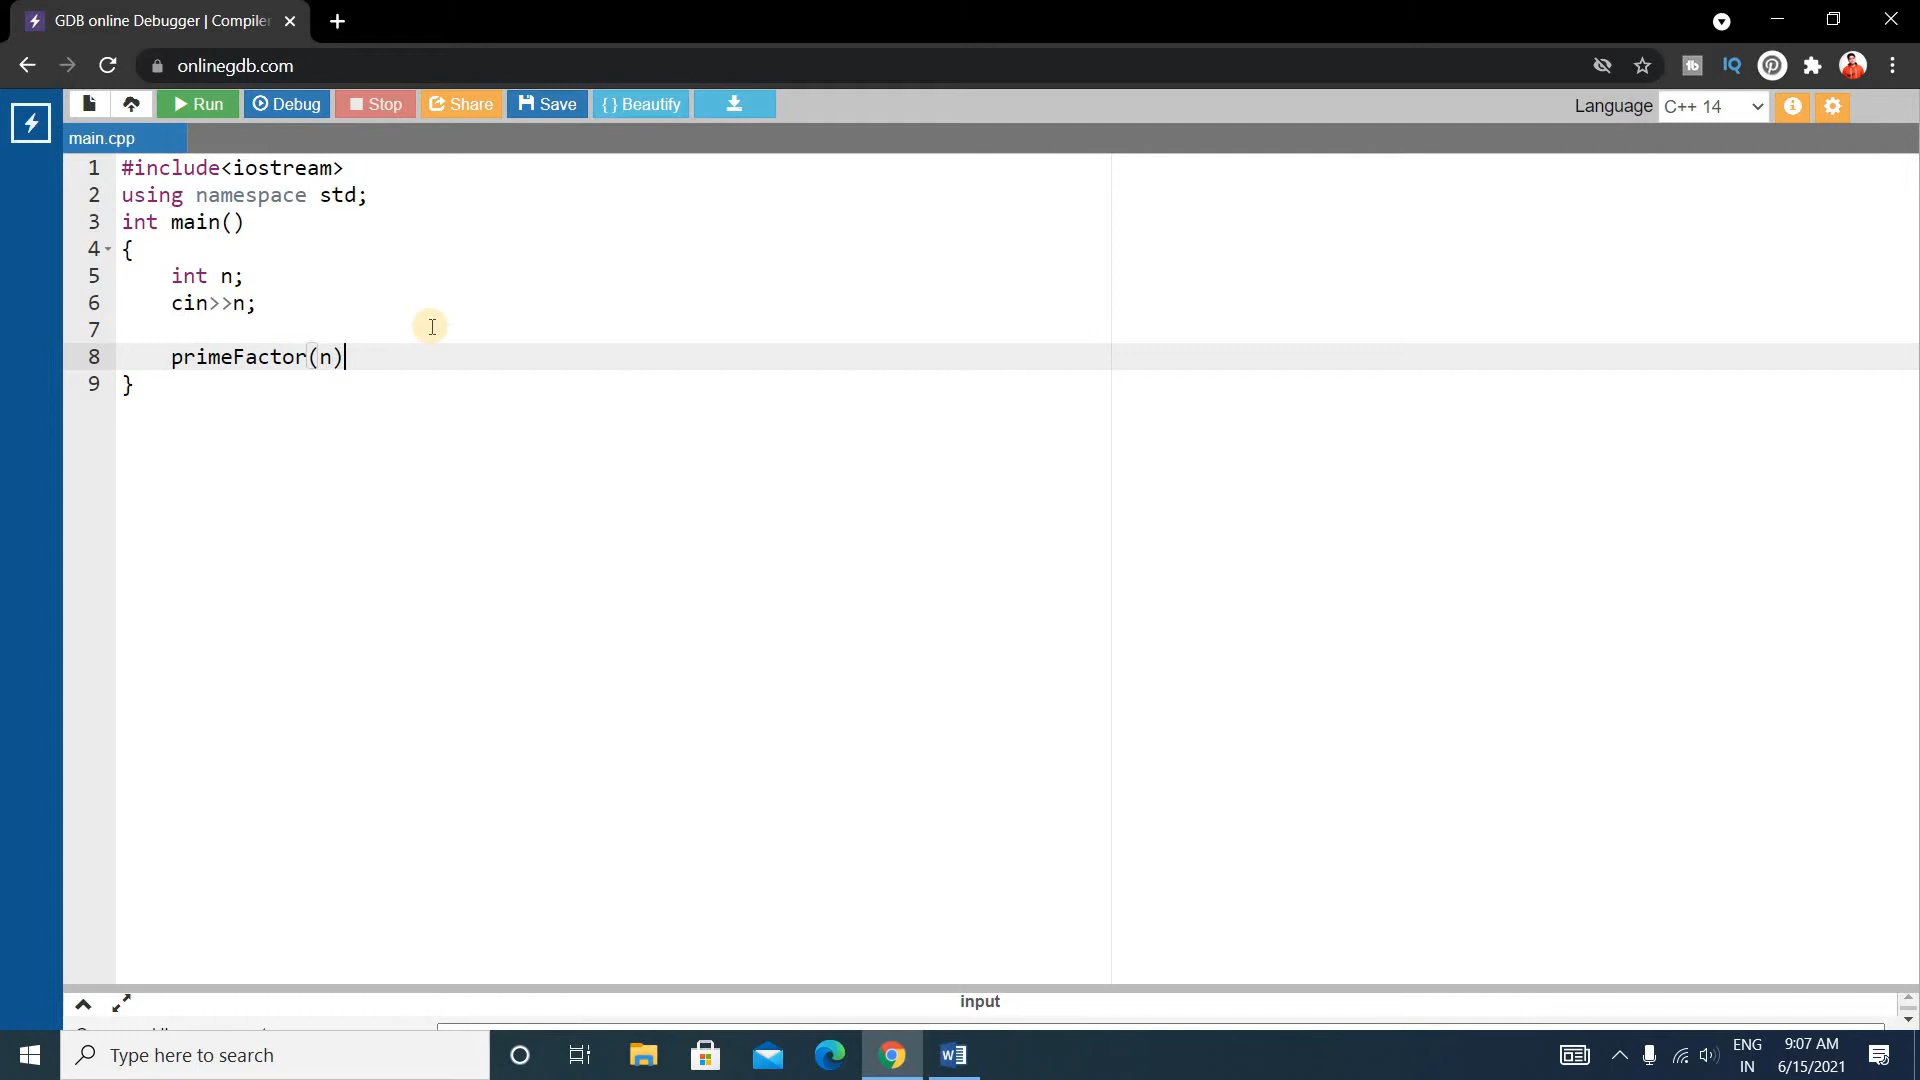 GDB online Debugger | Compiler
onlinegdb.com
Run Debug Stop Share Save { } Beautify
Language C++ 14
main.cpp
1 #include<iostream>
2 using namespace std;
3 int main()
4 {
5 int n;
6 cin>>n;
7
8 primeFactor(n)
9 }
input
Type here to search
ENG 9:07 AM
IN 6/15/2021